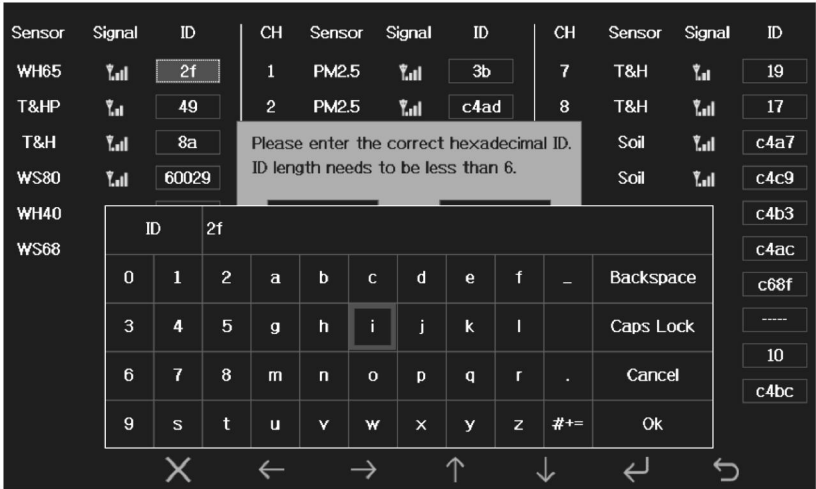 Sensor Signal ID CH Sensor Signal ID CH Sensor Signal ID
WH65 2f 1 PM2.5 3b 7 T&H 19
T&HP 49 2 PM2.5 c4ad 8 T&H 17
T&H 8a Soil c4a7
WS80 60029 Soil c4c9
WH40 c4b3
WS68 c4ac
c68f
-----
10
c4bc
Please enter the correct hexadecimal ID.
ID length needs to be less than 6.
ID 2f
0 1 2 a b c d e f _ Backspace
3 4 5 g h i j k l Caps Lock
6 7 8 m n o p q r . Cancel
9 s t u v w x y z #+= Ok